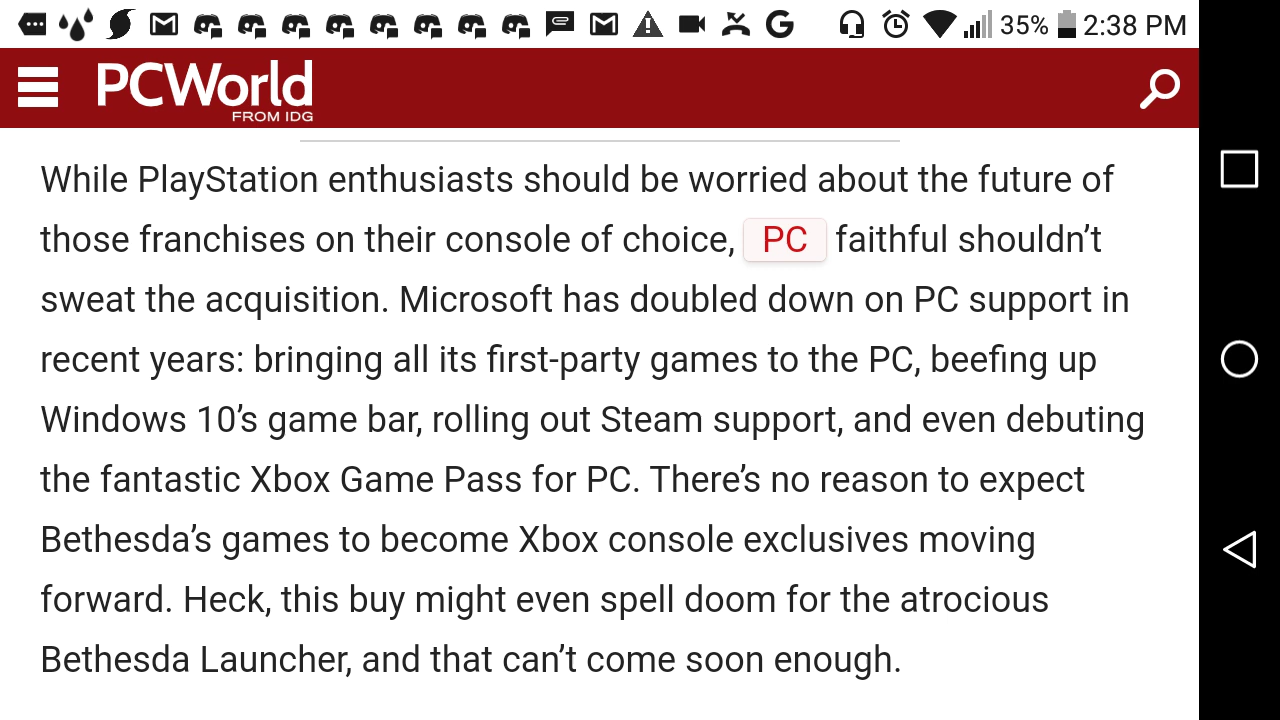 35% 2:38 PM
PCWorld
FROM IDG
While PlayStation enthusiasts should be worried about the future of
those franchises on their console of choice, PC faithful shouldn’t
sweat the acquisition. Microsoft has doubled down on PC support in
recent years: bringing all its first-party games to the PC, beefing up
Windows 10’s game bar, rolling out Steam support, and even debuting
the fantastic Xbox Game Pass for PC. There’s no reason to expect
Bethesda’s games to become Xbox console exclusives moving
forward. Heck, this buy might even spell doom for the atrocious
Bethesda Launcher, and that can’t come soon enough.